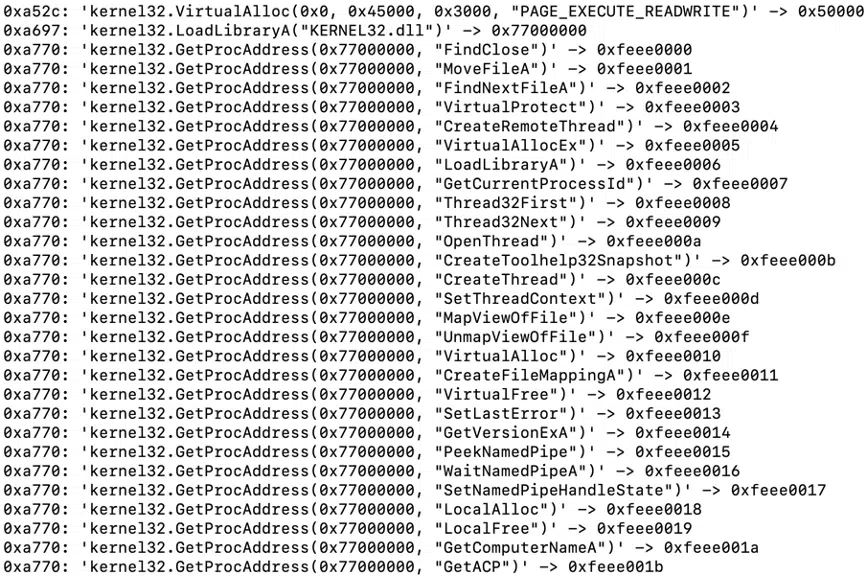 0xa52c: 'kernel32.VirtualAlloc(0x0, 0x45000, 0x3000, "PAGE_EXECUTE_READWRITE")' -> 0x50000
0xa697: 'kernel32.LoadLibraryA("KERNEL32.dll")' -> 0x77000000
0xa770: 'kernel32.GetProcAddress(0x77000000, "FindClose")' -> 0xfeee0000
0xa770: 'kernel32.GetProcAddress(0x77000000, "MoveFileA")' -> 0xfeee0001
0xa770: 'kernel32.GetProcAddress(0x77000000, "FindNextFileA")' -> 0xfeee0002
0xa770: 'kernel32.GetProcAddress(0x77000000, "VirtualProtect")' -> 0xfeee0003
0xa770: 'kernel32.GetProcAddress(0x77000000, "CreateRemoteThread")' -> 0xfeee0004
0xa770: 'kernel32.GetProcAddress(0x77000000, "VirtualAllocEx")' -> 0xfeee0005
0xa770: 'kernel32.GetProcAddress(0x77000000, "LoadLibraryA")' -> 0xfeee0006
0xa770: 'kernel32.GetProcAddress(0x77000000, "GetCurrentProcessId")' -> 0xfeee0007
0xa770: 'kernel32.GetProcAddress(0x77000000, "Thread32First")' -> 0xfeee0008
0xa770: 'kernel32.GetProcAddress(0x77000000, "Thread32Next")' -> 0xfeee0009
0xa770: 'kernel32.GetProcAddress(0x77000000, "OpenThread")' -> 0xfeee000a
0xa770: 'kernel32.GetProcAddress(0x77000000, "CreateToolhelp32Snapshot")' -> 0xfeee000b
0xa770: 'kernel32.GetProcAddress(0x77000000, "CreateThread")' -> 0xfeee000c
0xa770: 'kernel32.GetProcAddress(0x77000000, "SetThreadContext")' -> 0xfeee000d
0xa770: 'kernel32.GetProcAddress(0x77000000, "MapViewOfFile")' -> 0xfeee000e
0xa770: 'kernel32.GetProcAddress(0x77000000, "UnmapViewOfFile")' -> 0xfeee000f
0xa770: 'kernel32.GetProcAddress(0x77000000, "VirtualAlloc")' -> 0xfeee0010
0xa770: 'kernel32.GetProcAddress(0x77000000, "CreateFileMappingA")' -> 0xfeee0011
0xa770: 'kernel32.GetProcAddress(0x77000000, "VirtualFree")' -> 0xfeee0012
0xa770: 'kernel32.GetProcAddress(0x77000000, "SetLastError")' -> 0xfeee0013
0xa770: 'kernel32.GetProcAddress(0x77000000, "GetVersionExA")' -> 0xfeee0014
0xa770: 'kernel32.GetProcAddress(0x77000000, "PeekNamedPipe")' -> 0xfeee0015
0xa770: 'kernel32.GetProcAddress(0x77000000, "WaitNamedPipeA")' -> 0xfeee0016
0xa770: 'kernel32.GetProcAddress(0x77000000, "SetNamedPipeHandleState")' -> 0xfeee0017
0xa770: 'kernel32.GetProcAddress(0x77000000, "LocalAlloc")' -> 0xfeee0018
0xa770: 'kernel32.GetProcAddress(0x77000000, "LocalFree")' -> 0xfeee0019
0xa770: 'kernel32.GetProcAddress(0x77000000, "GetComputerNameA")' -> 0xfeee001a
0xa770: 'kernel32.GetProcAddress(0x77000000, "GetACP")' -> 0xfeee001b